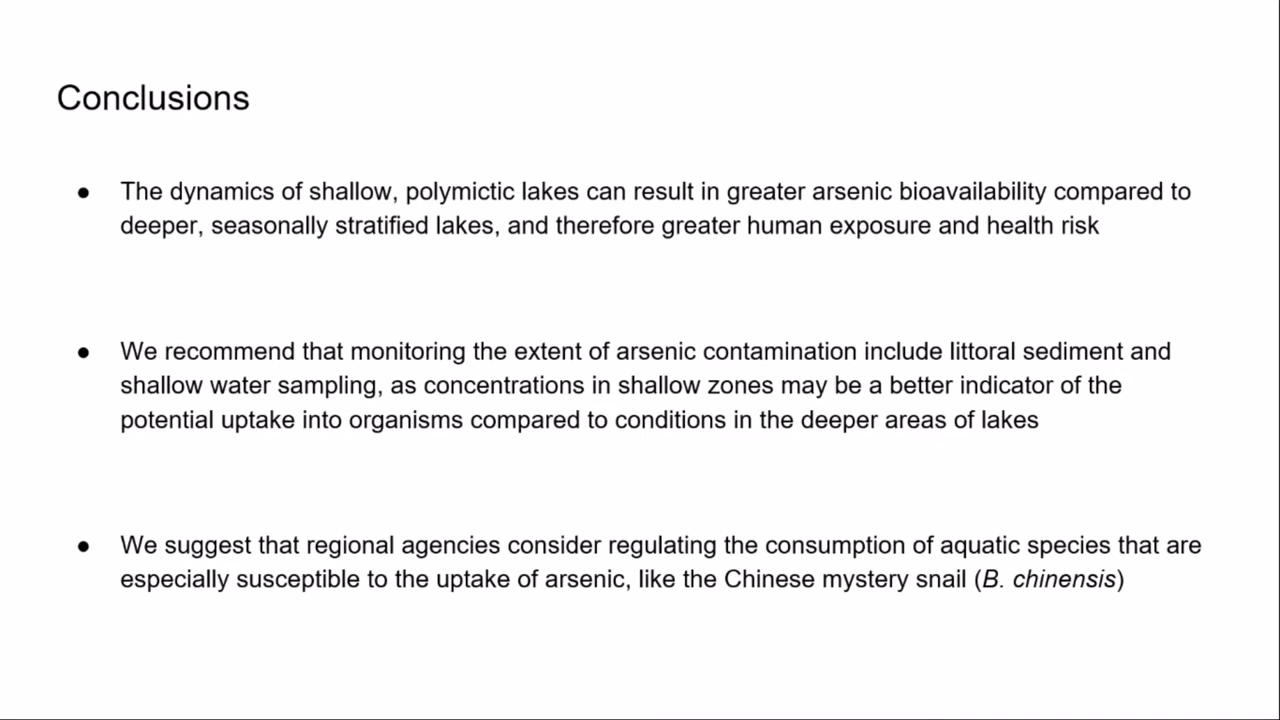 Conclusions
● The dynamics of shallow, polymictic lakes can result in greater arsenic bioavailability compared to
deeper, seasonally stratified lakes, and therefore greater human exposure and health risk
● We recommend that monitoring the extent of arsenic contamination include littoral sediment and
shallow water sampling, as concentrations in shallow zones may be a better indicator of the
potential uptake into organisms compared to conditions in the deeper areas of lakes
● We suggest that regional agencies consider regulating the consumption of aquatic species that are
especially susceptible to the uptake of arsenic, like the Chinese mystery snail (B. chinensis)